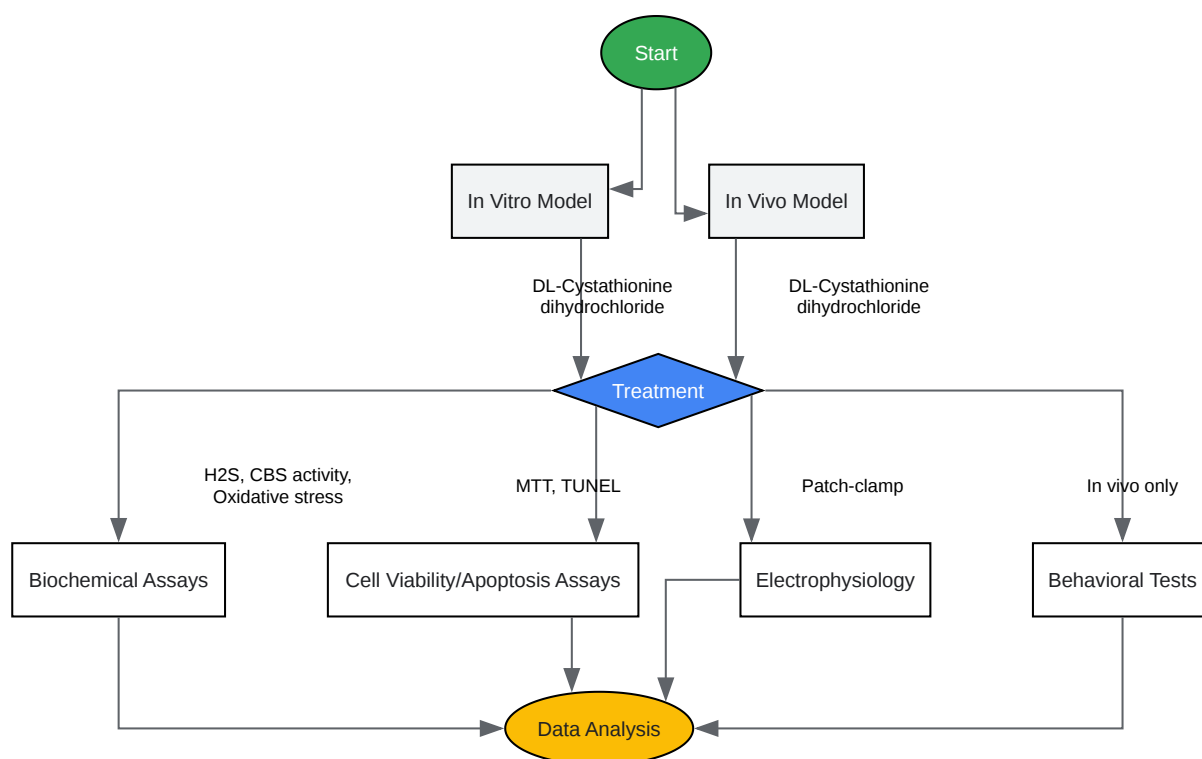 Start
In Vitro Model
In Vivo Model
DL-Cystathionine
dihydrochloride
DL-Cystathionine
dihydrochloride
Treatment
H2S, CBS activity,
Oxidative stress
MTT, TUNEL
Patch-clamp
In vivo only
Biochemical Assays
Cell Viability/Apoptosis Assays
Electrophysiology
Behavioral Tests
Data Analysis